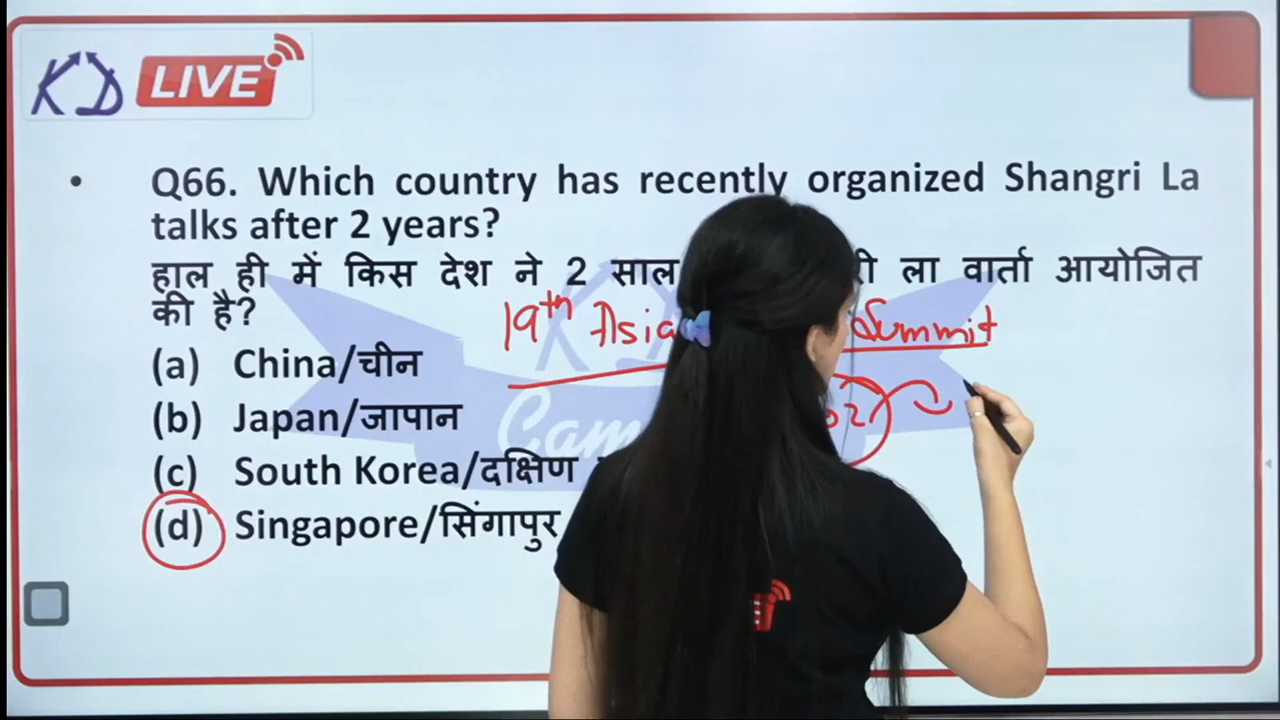 KD LIVE
• Q66. Which country has recently organized Shangri La
talks after 2 years?
हाल ही में किस देश ने 2 साल ला वार्ता आयोजित
की है?
19th Asia Summit
(a) China/चीन
(b) Japan/जापान
(c) South Korea/दक्षिण
(d) Singapore/सिंगापुर